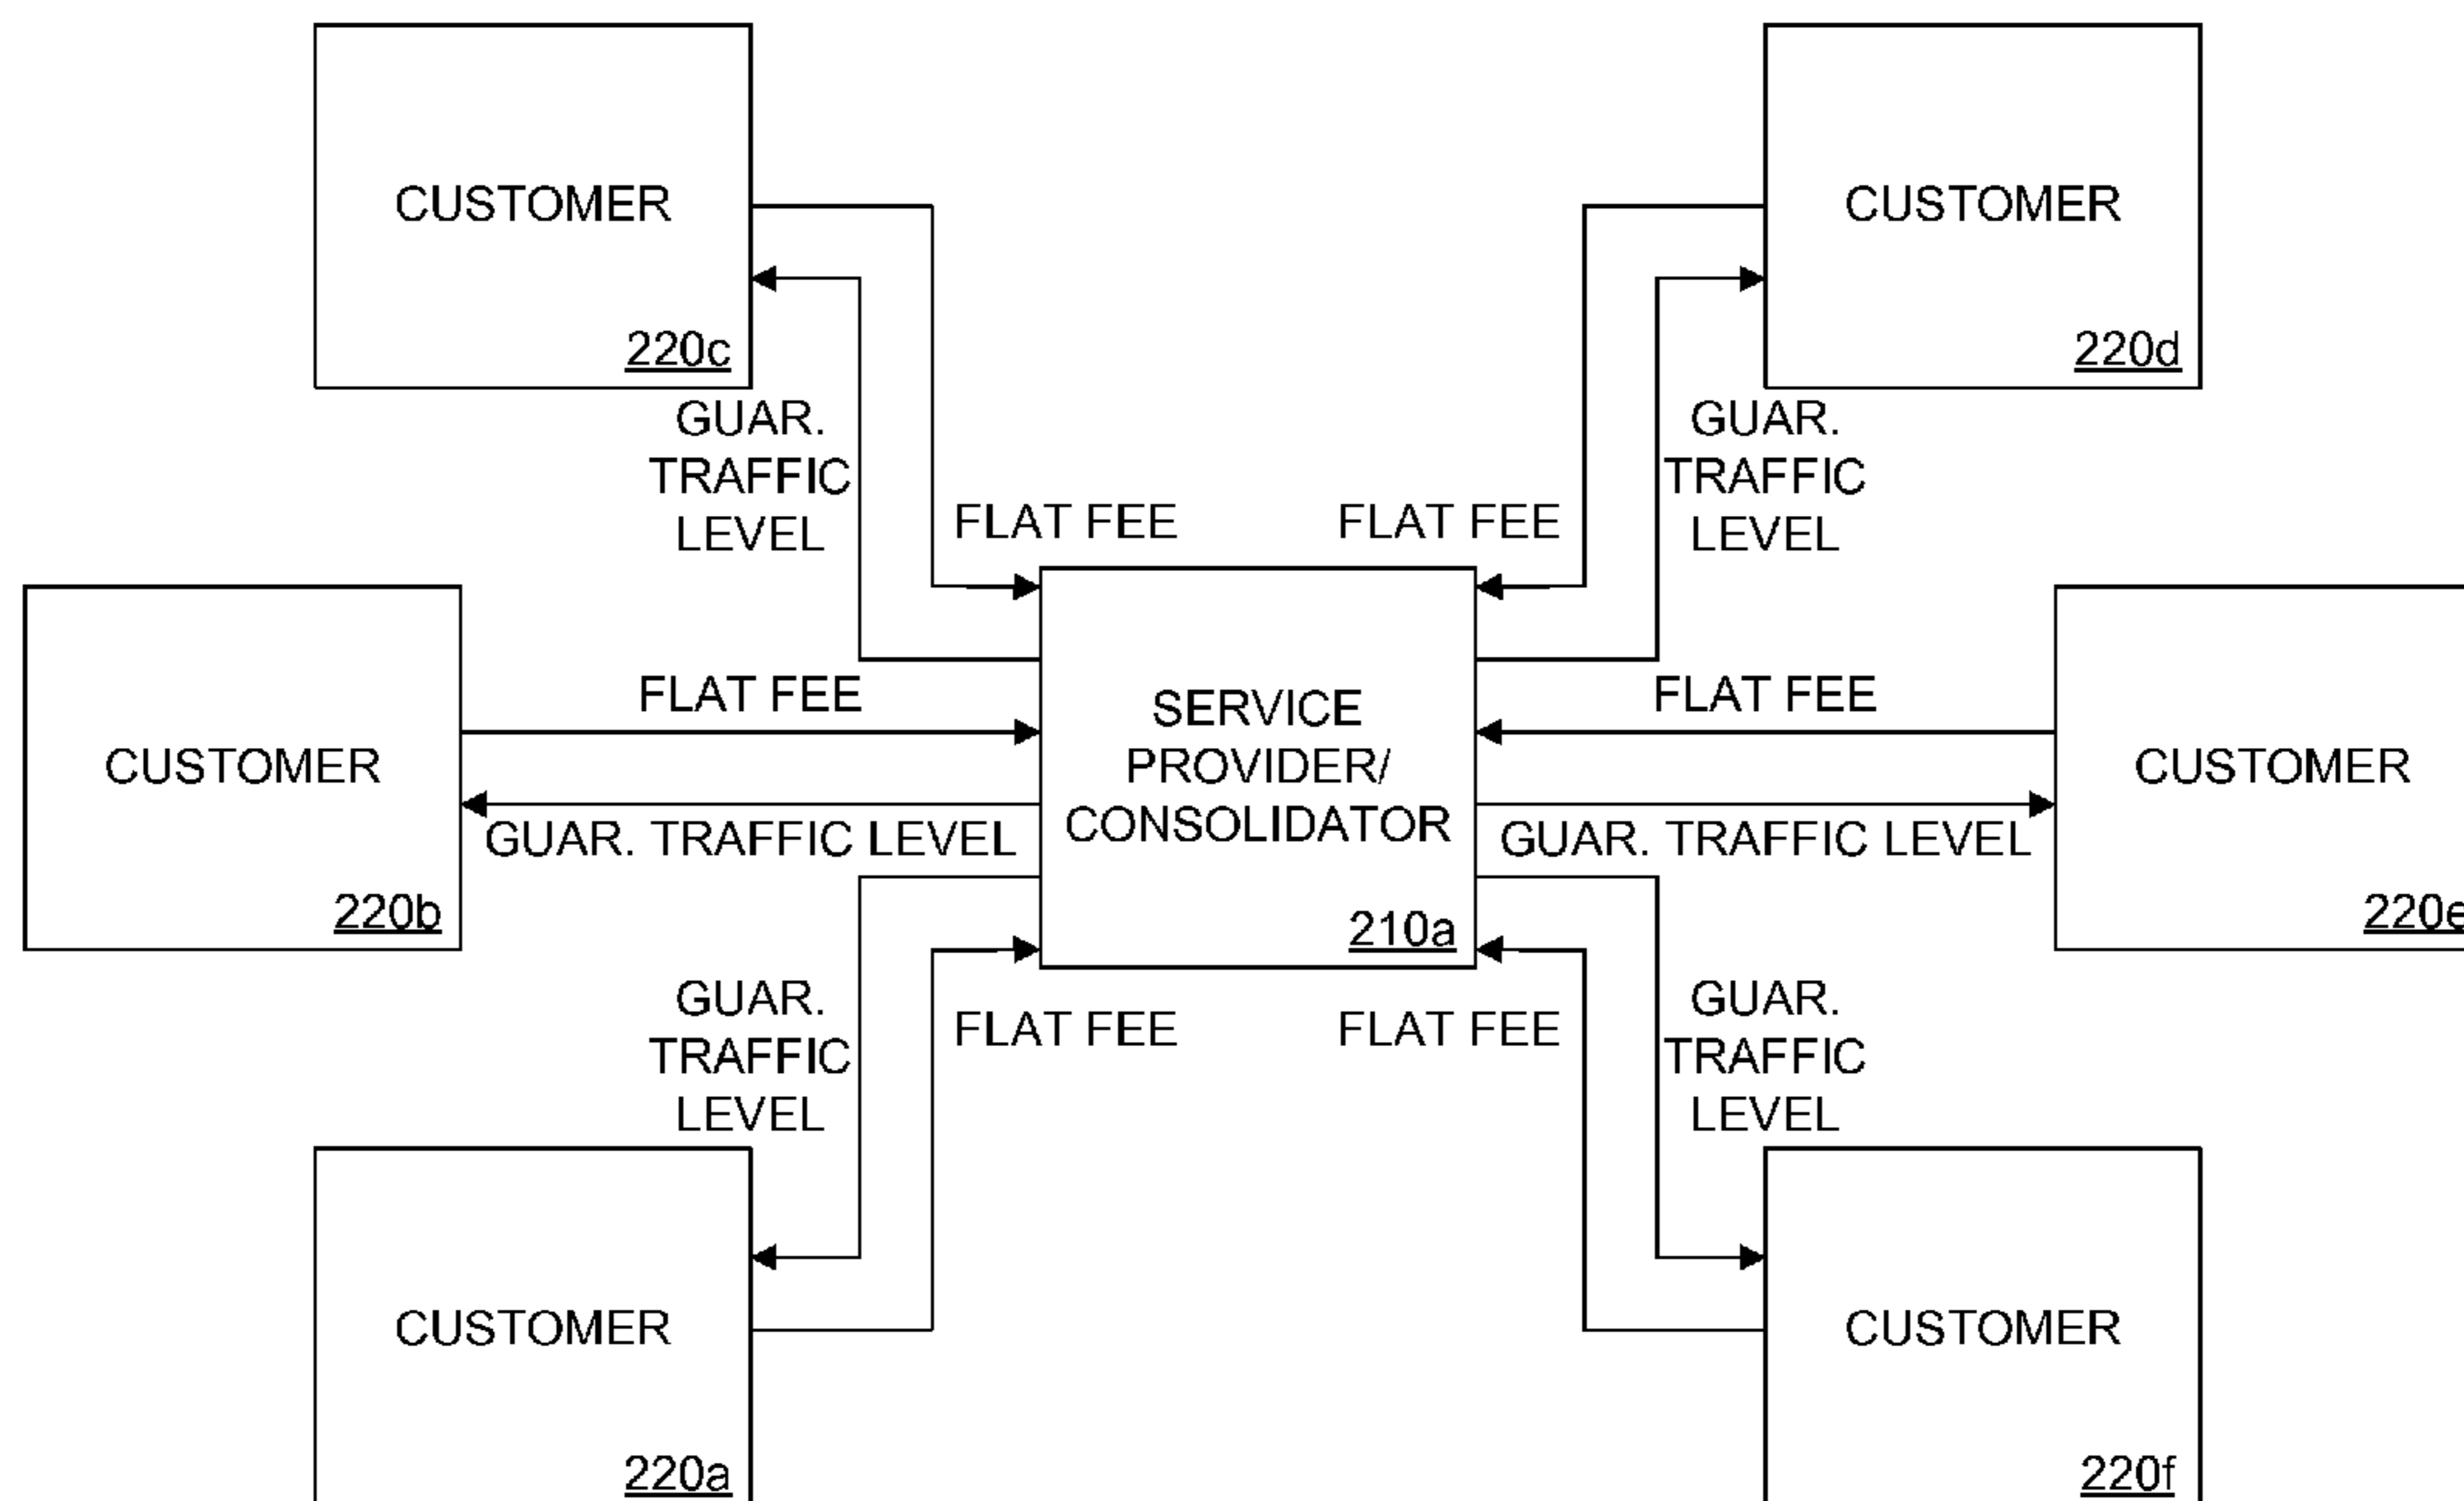 CUSTOMER
220c
CUSTOMER
220d
GUAR.
TRAFFIC
LEVEL
FLAT FEE
FLAT FEE
GUAR.
TRAFFIC
LEVEL
CUSTOMER
220b
FLAT FEE
GUAR. TRAFFIC LEVEL
SERVICE
PROVIDER/
CONSOLIDATOR
210a
FLAT FEE
GUAR. TRAFFIC LEVEL
CUSTOMER
220e
GUAR.
TRAFFIC
LEVEL
FLAT FEE
FLAT FEE
GUAR.
TRAFFIC
LEVEL
CUSTOMER
220a
CUSTOMER
220f